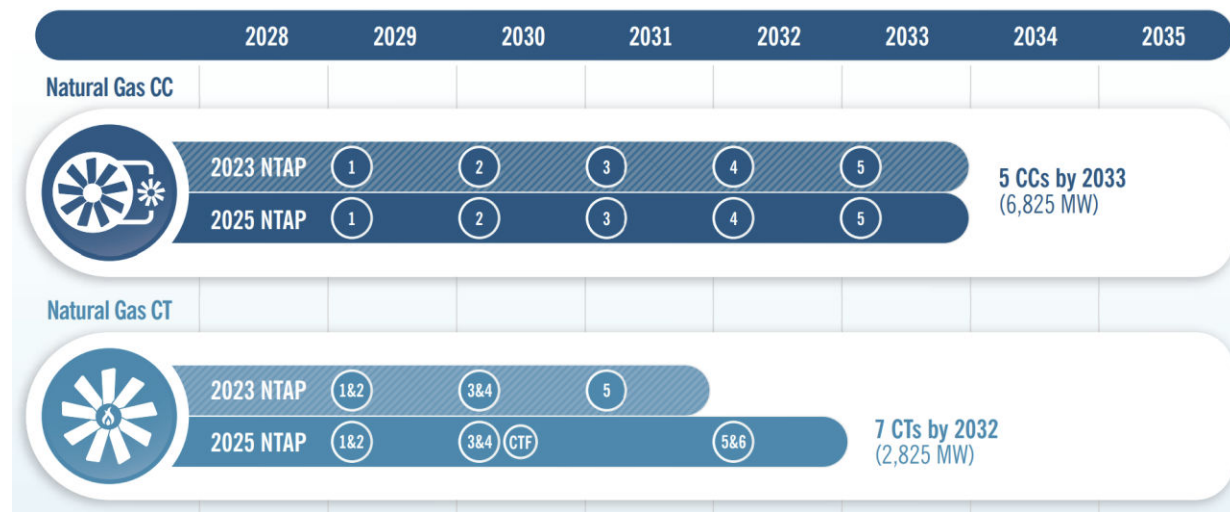 2028 2029 2030 2031 2032 2033 2034 2035
Natural Gas CC
2023 NTAP 1 2 3 4 5
2025 NTAP 1 2 3 4 5
5 CCs by 2033
(6,825 MW)
Natural Gas CT
2023 NTAP 1&2 3&4 5
2025 NTAP 1&2 3&4 CTF 5&6
7 CTs by 2032
(2,825 MW)